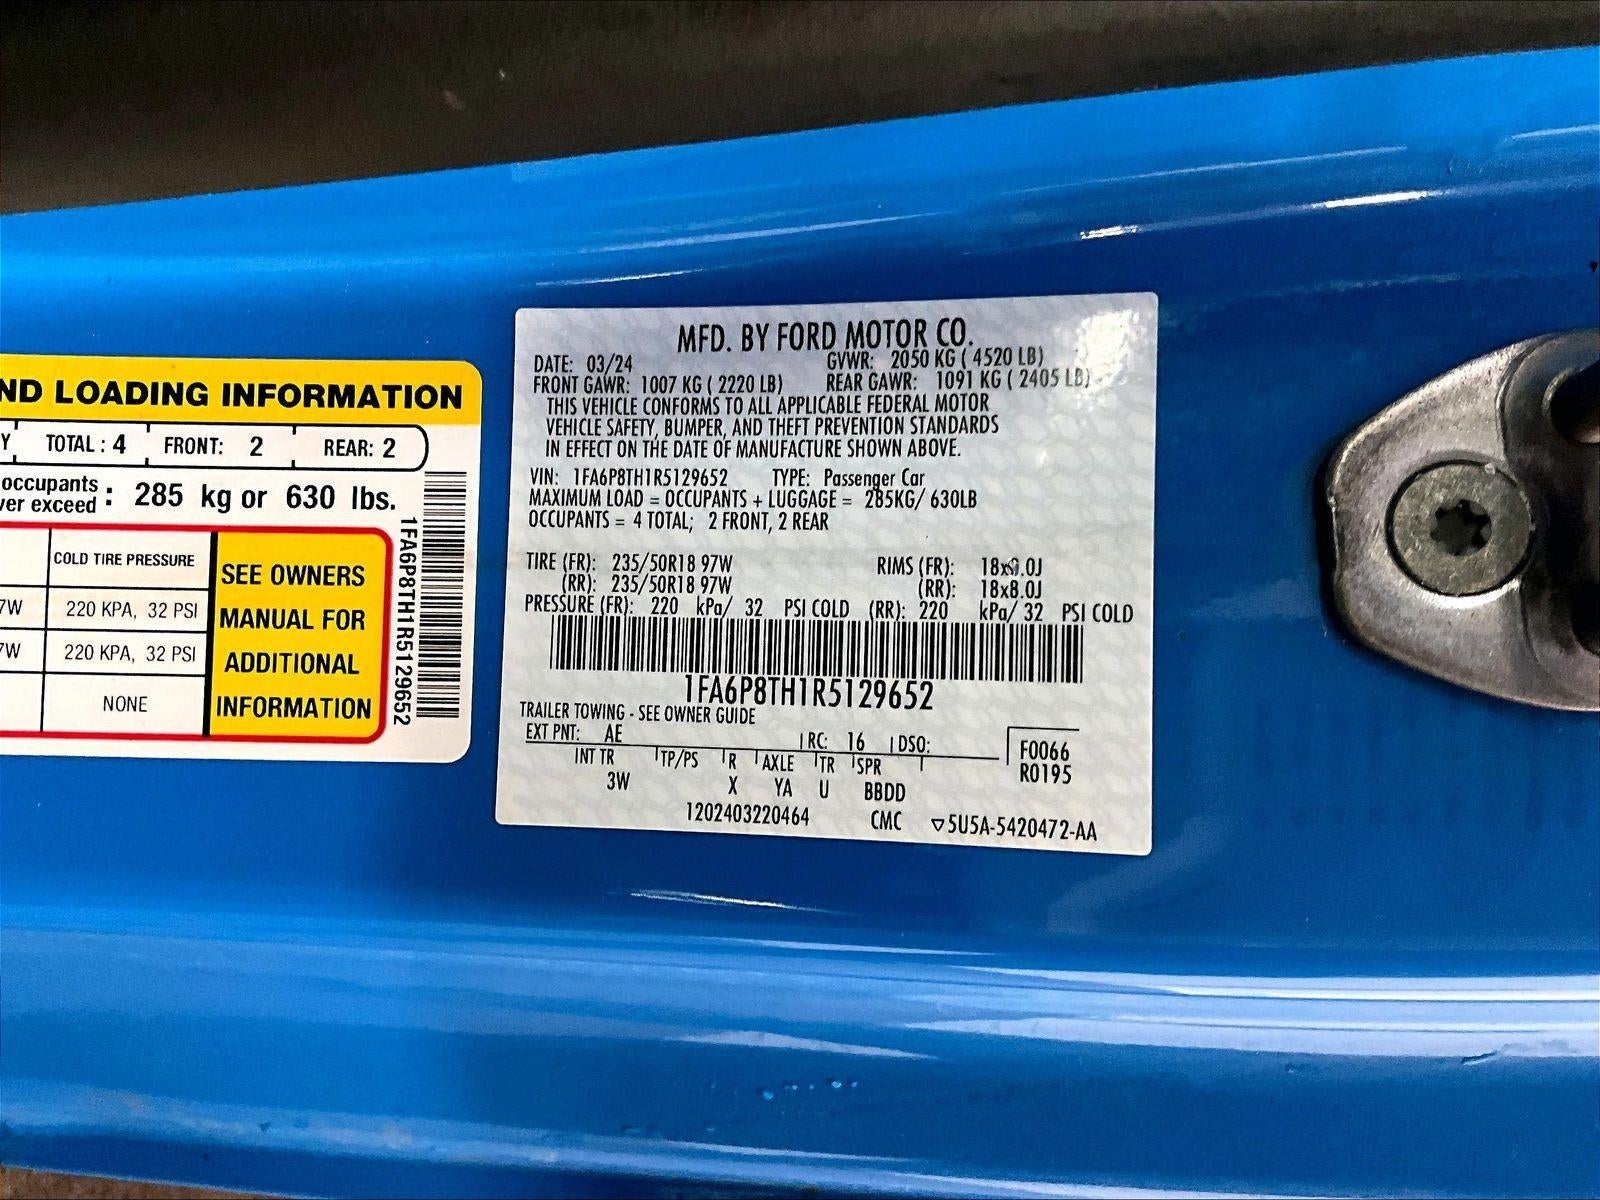 ND LOADING INFORMATION
Y TOTAL : 4 FRONT: 2 REAR: 2
occupants
ver exceed : 285 kg or 630 lbs.
COLD TIRE PRESSURE
7W 220 KPA, 32 PSI
7W 220 KPA, 32 PSI
NONE
SEE OWNERS
MANUAL FOR
ADDITIONAL
INFORMATION
1FA6P8TH1R5129652
MFD. BY FORD MOTOR CO.
DATE: 03/24 GVWR: 2050 KG ( 4520 LB)
FRONT GAWR: 1007 KG ( 2220 LB) REAR GAWR: 1091 KG ( 2405 LB)
THIS VEHICLE CONFORMS TO ALL APPLICABLE FEDERAL MOTOR
VEHICLE SAFETY, BUMPER, AND THEFT PREVENTION STANDARDS
IN EFFECT ON THE DATE OF MANUFACTURE SHOWN ABOVE.
VIN: 1FA6P8TH1R5129652 TYPE: Passenger Car
MAXIMUM LOAD = OCCUPANTS + LUGGAGE = 285KG/ 630LB
OCCUPANTS = 4 TOTAL; 2 FRONT, 2 REAR
TIRE (FR): 235/50R18 97W RIMS (FR):
(RR): 235/50R18 97W (RR): 18x8.0J
PRESSURE (FR): 220 kPa/ 32 PSI COLD (RR): 220 kPa/ 32 PSI COLD
1FA6P8TH1R5129652
TRAILER TOWING - SEE OWNER GUIDE
EXT PNT: AE RC: 16 DSO: F0066
INT TR TP/PS R AXLE TR SPR R0195
3W X YA U BBDD
1202403220464 CMC ▽5U5A-5420472-AA